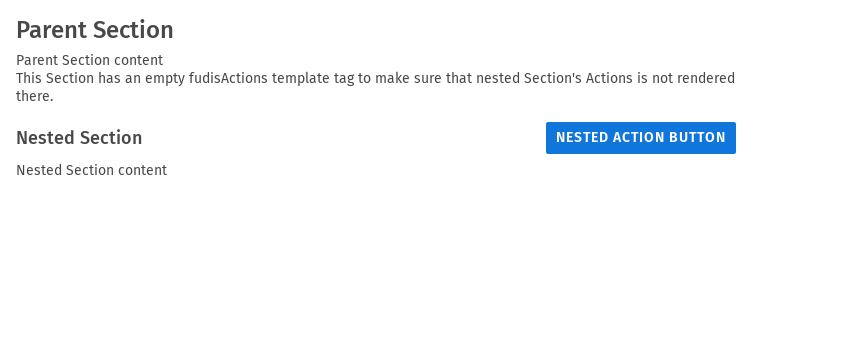 Parent Section
Parent Section content
This Section has an empty fudisActions template tag to make sure that nested Section's Actions is not rendered
there.
Nested Section
NESTED ACTION BUTTON
Nested Section content